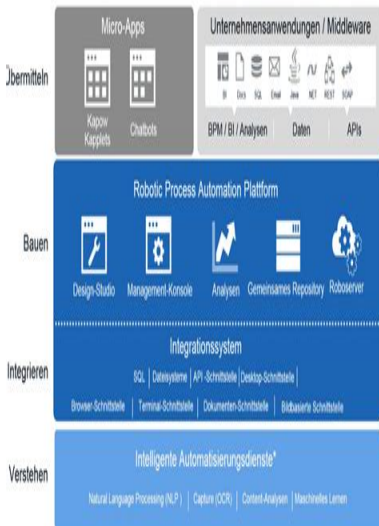 Micro-Apps
Unternehmensanwendungen / Middleware
Übermitteln
BI Docs SQL Email Java .NET REST SOAP
Kapow Kapplets
Chatbots
BPM / BI / Analysen | Daten | APIs
Bauen
Robotic Process Automation Plattform
Design-Studio Management-Konsole Analysen Gemeinsames Repository Roboserver
Integrieren
Integrationssystem
SQL | Dateisysteme | API -Schnittstelle | Desktop-Schnittstelle |
Browser-Schnittstelle | Terminal-Schnittstelle | Dokumenten-Schnittstelle | Bildbasierte Schnittstelle
Verstehen
Intelligente Automatisierungsdienste*
Natural Language Processing (NLP ) | Capture (OCR) | Content-Analysen | Maschinelles Lernen